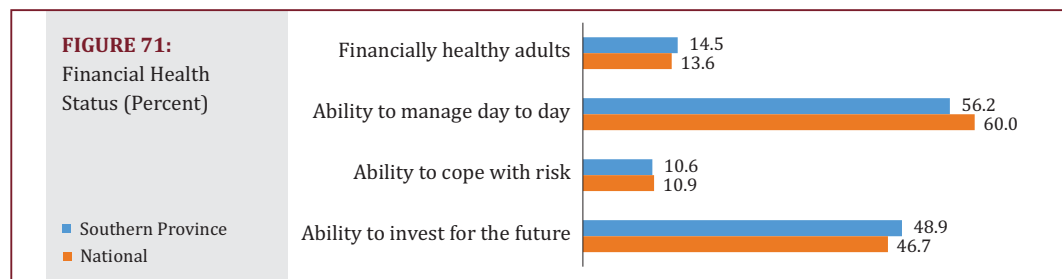 FIGURE 71:
Financial Health
Status (Percent)
Southern Province
National
Financially healthy adults
14.5
13.6
Ability to manage day to day
56.2
60.0
Ability to cope with risk
10.6
10.9
Ability to invest for the future
48.9
46.7